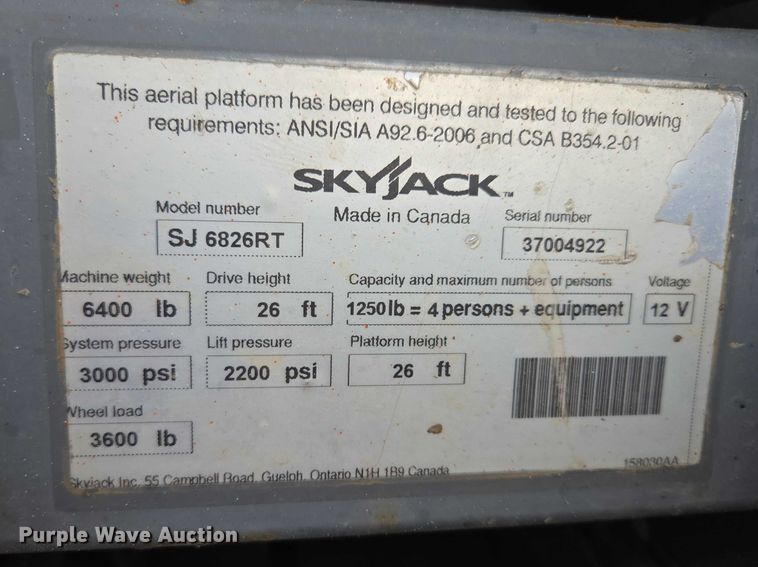 This aerial platform has been designed and tested to the following
requirements: ANSI/SIA A92.6-2006 and CSA B354.2-01
SKYJACK™
Model number
Made in Canada
Serial number
SJ 6826RT
37004922
Machine weight
Drive height
Capacity and maximum number of persons
Voltage
6400 lb
26 ft
1250 lb = 4 persons + equipment
12 V
System pressure
Lift pressure
Platform height
3000 psi
2200 psi
26 ft
Wheel load
3600 lb
158030AA
Skyjack Inc. 55 Campbell Road, Guelph, Ontario N1H 1B9 Canada
Purple Wave Auction